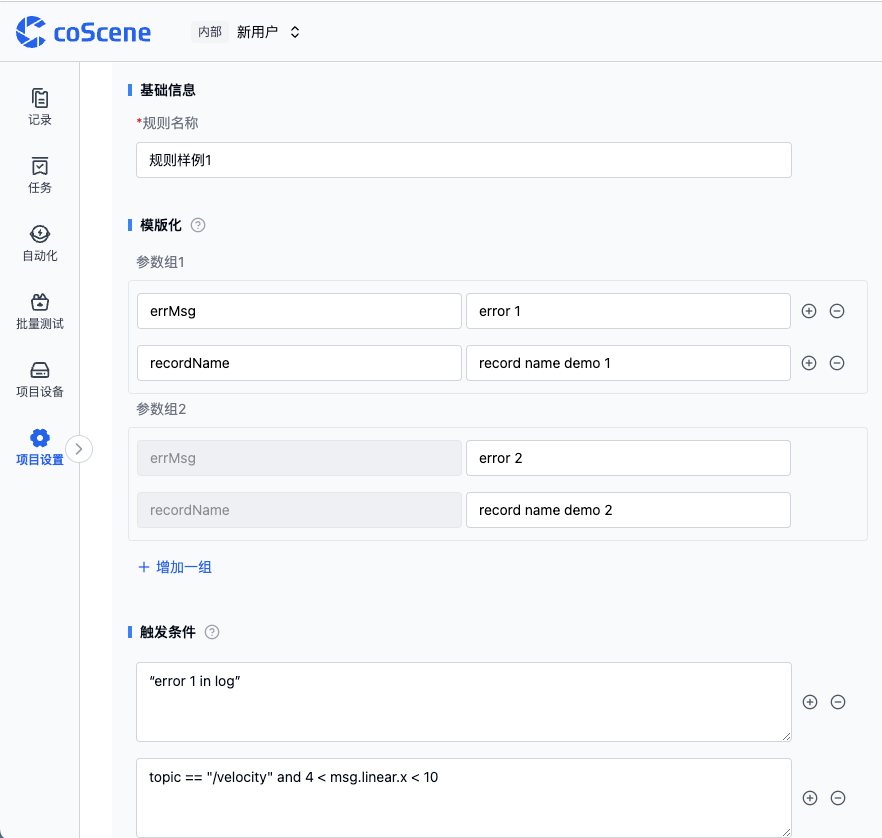 coScene 内部 新用户
记录
任务
自动化
批量测试
项目设备
项目设置
基础信息
*规则名称
规则样例1
模版化 ?
参数组1
errMsg error 1
recordName record name demo 1
参数组2
errMsg error 2
recordName record name demo 2
+ 增加一组
触发条件 ?
“error 1 in log”
topic == "/velocity" and 4 < msg.linear.x < 10